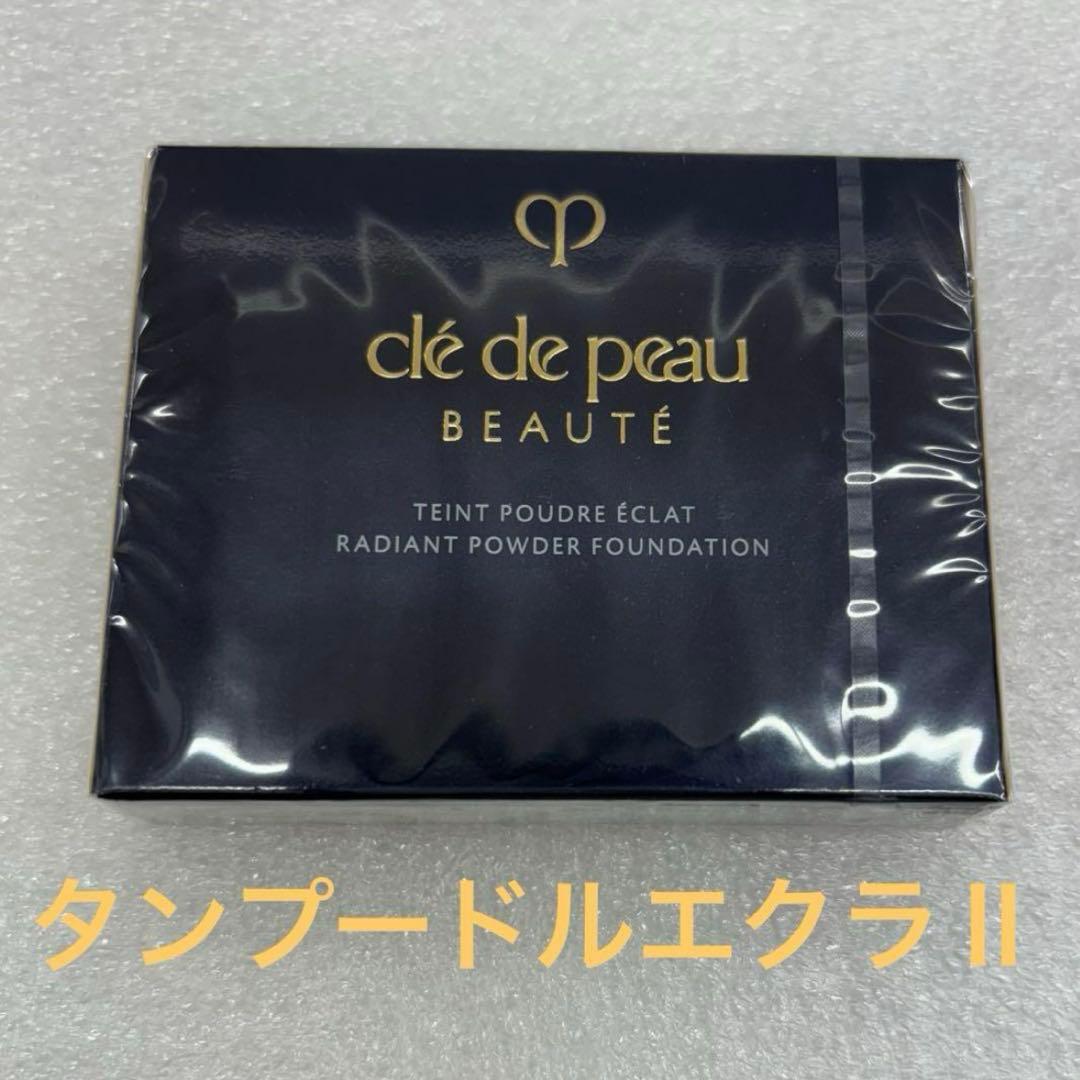 clé de peau
BEAUTÉ
TEINT POUDRE ÉCLAT
RADIANT POWDER FOUNDATION
タンプードルエクラⅡ